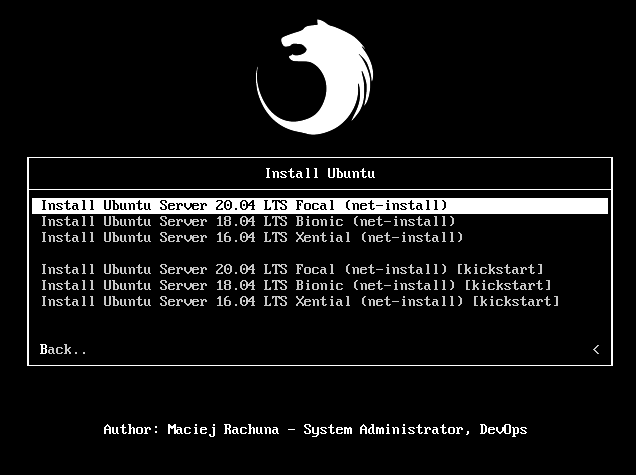 Install Ubuntu
Install Ubuntu Server 20.04 LTS Focal (net-install)
Install Ubuntu Server 18.04 LTS Bionic (net-install)
Install Ubuntu Server 16.04 LTS Xential (net-install)
Install Ubuntu Server 20.04 LTS Focal (net-install) [kickstart]
Install Ubuntu Server 18.04 LTS Bionic (net-install) [kickstart]
Install Ubuntu Server 16.04 LTS Xential (net-install) [kickstart]
Back.. <
Author: Maciej Rachuna - System Administrator, DevOps